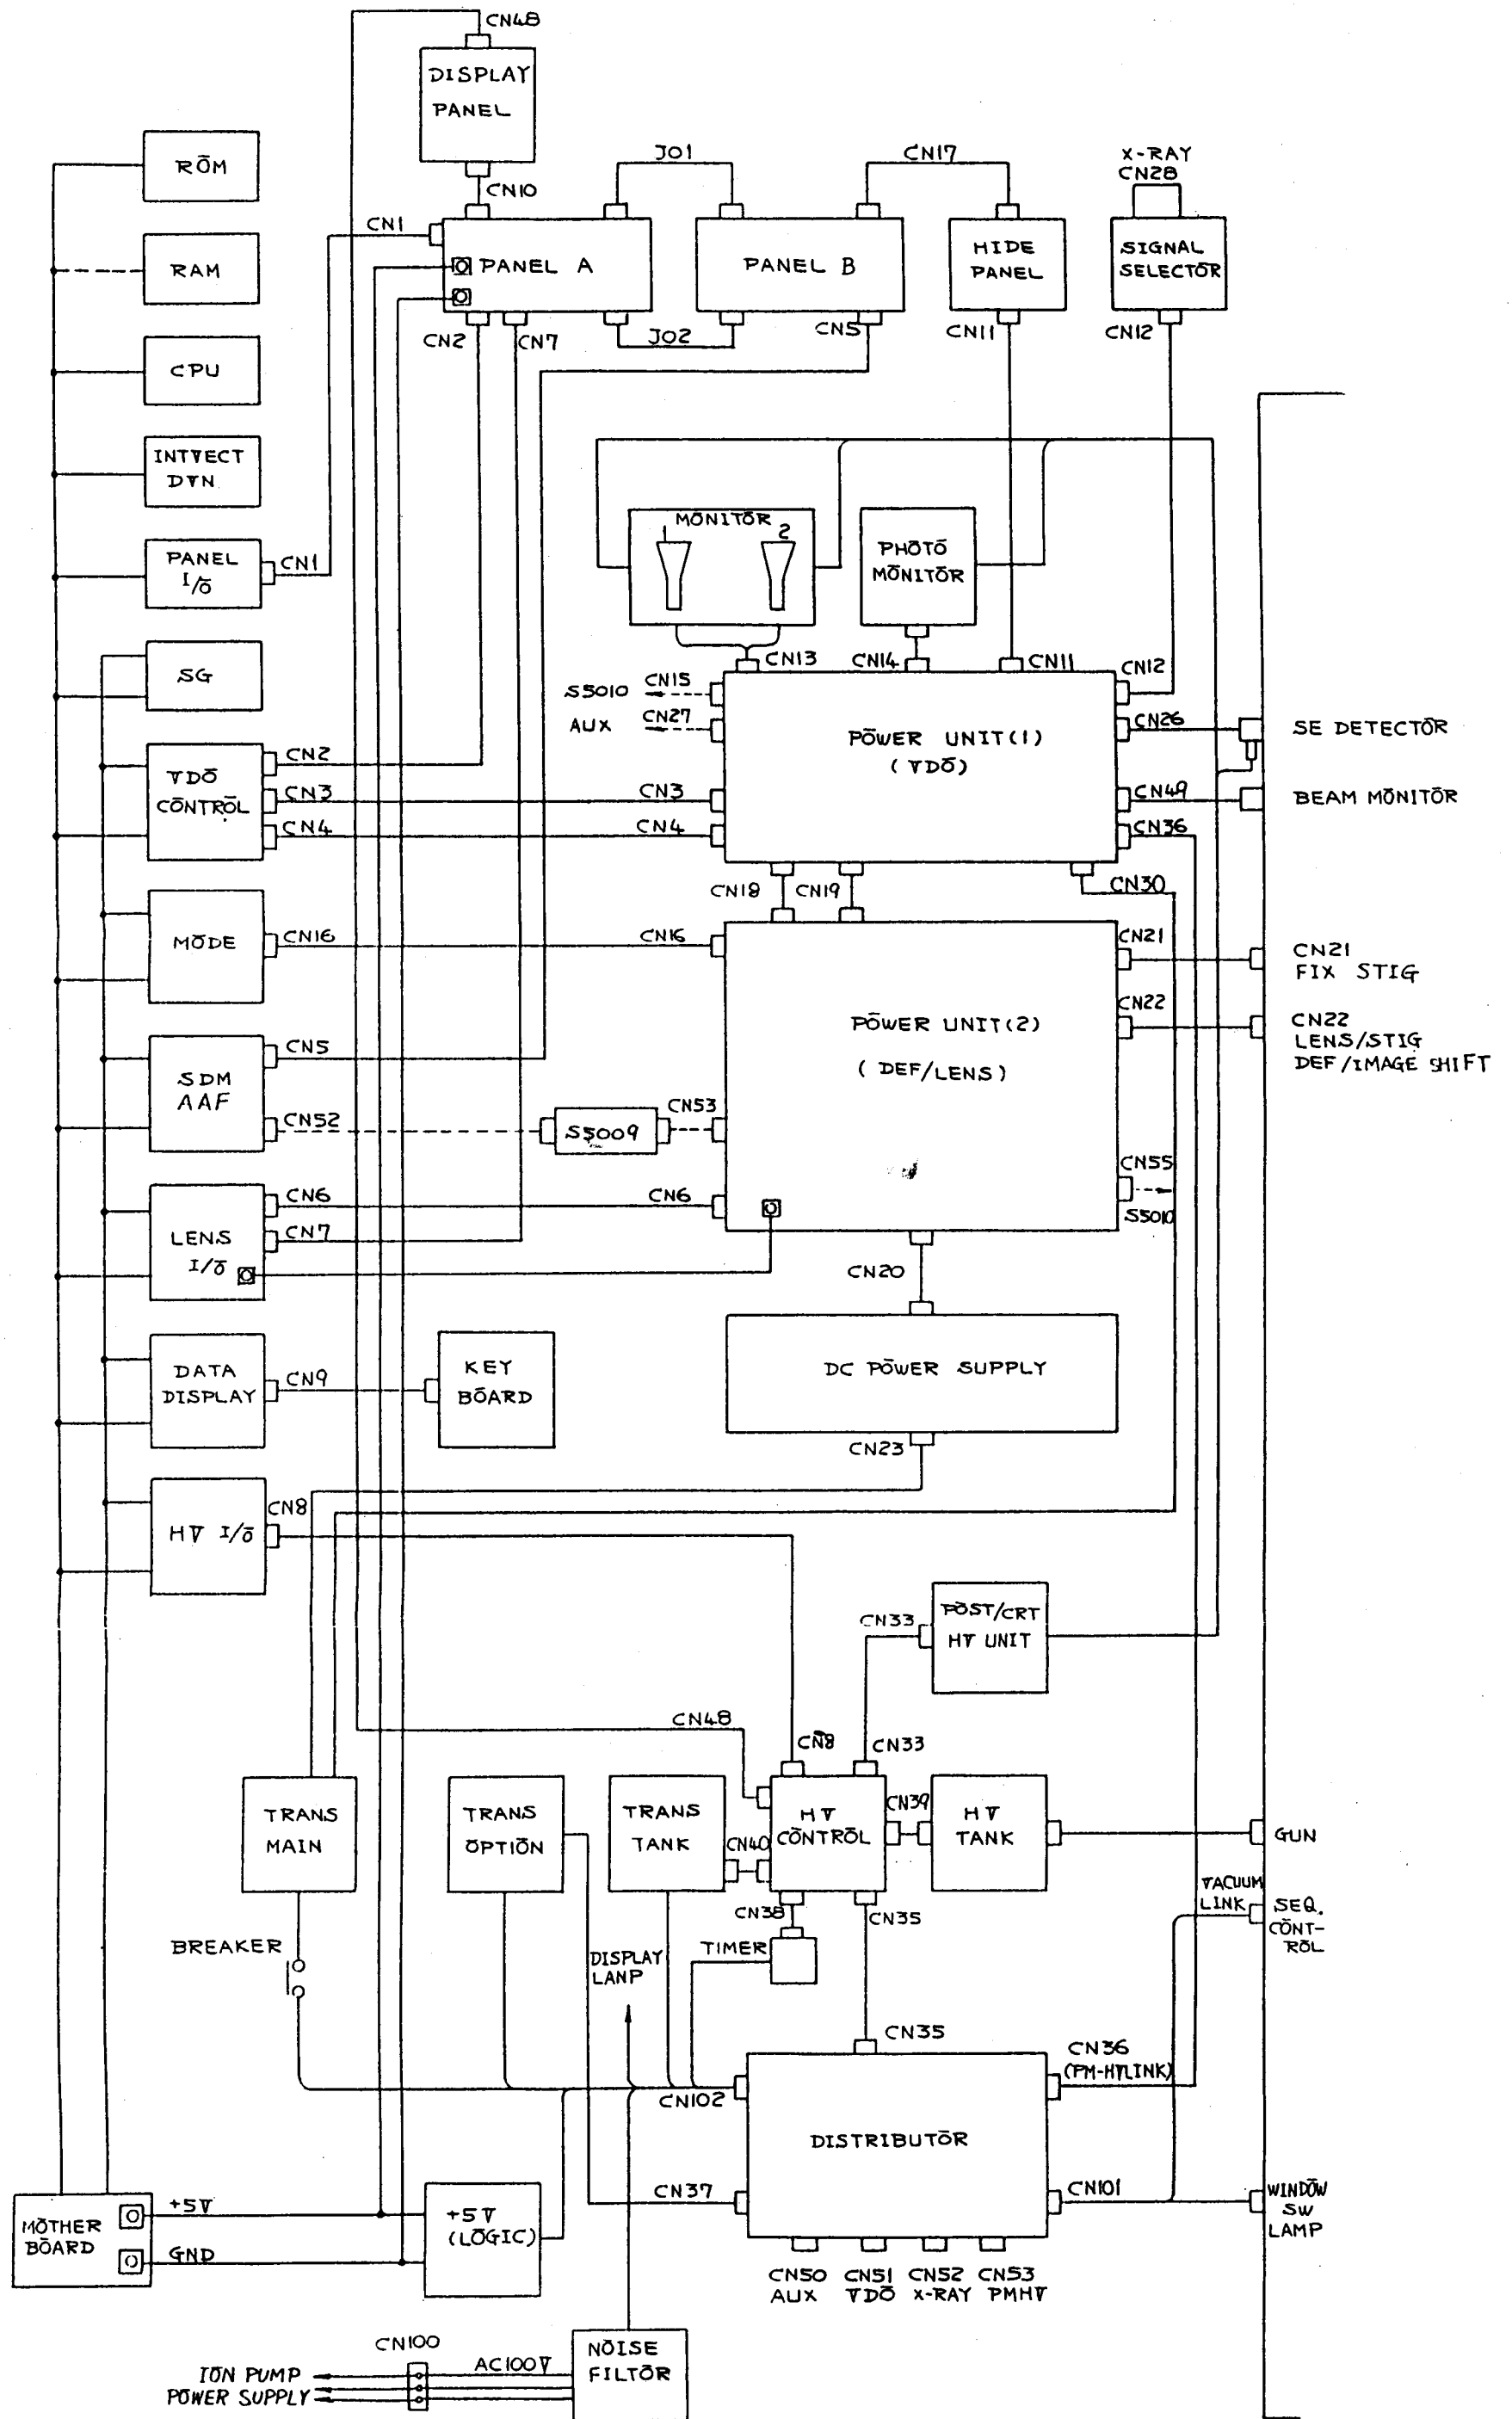 CN48
DISPLAY
PANEL
CN10
J01
CN17
X-RAY
CN28
ROM
CN1
RAM
PANEL A
PANEL B
HIDE
PANEL
SIGNAL
SELECTOR
CN2
CN7
J02
CN5
CN11
CN12
CPU
INTVECT
DVN
PANEL
I/O
CN1
MONITOR
1
2
PHOTO
MONITOR
SG
CN13
CN14
CN11
CN12
S5010
CN15
AUX
CN27
POWER UNIT(1)
(VDO)
CN26
SE DETECTOR
VDO
CONTROL
CN2
CN3
CN4
CN3
CN4
CN49
BEAM MONITOR
CN36
CN18
CN19
CN30
MODE
CN16
CN16
CN21
CN21
FIX STIG
POWER UNIT(2)
(DEF/LENS)
CN22
CN22
LENS/STIG
DEF/IMAGE SHIFT
SDM
AAF
CN5
CN52
S5009
CN53
CN55
S5010
LENS
I/O
CN6
CN7
CN6
CN20
DATA
DISPLAY
CN9
KEY
BOARD
DC POWER SUPPLY
CN23
HV I/O
CN8
CN33
POST/CRT
HV UNIT
CN48
CN8
CN33
TRANS
MAIN
TRANS
OPTION
TRANS
TANK
CN40
HV
CONTROL
CN39
HV
TANK
GUN
CN38
CN35
VACUUM
LINK
SEQ.
CONT-
ROL
BREAKER
DISPLAY
LANP
TIMER
CN35
CN36
(PM-HVLINK)
CN102
DISTRIBUTOR
CN37
CN101
WINDOW
SW
LAMP
MOTHER
BOARD
+5V
GND
+5V
(LOGIC)
CN50
AUX
CN51
VDO
CN52
X-RAY
CN53
PMHV
CN100
NOISE
FILTOR
AC100V
ION PUMP
POWER SUPPLY